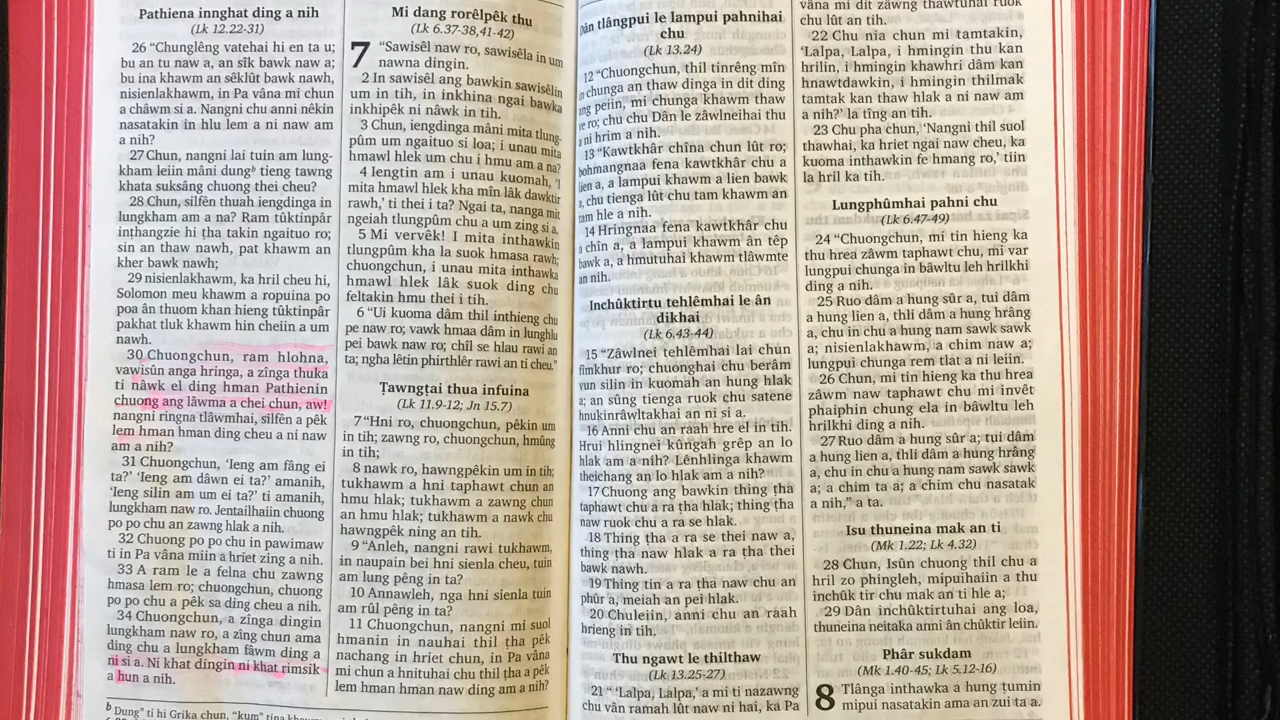 Pathiena innghat ding a nih
(Lk 12.22-31)
26 “Chunglêng vatehai hi en ta u;
bu an tu naw a, an sîk bawk naw a;
bu ina khawm an sêklût bawk nawh,
nisienlakhawm, in Pa vâna mi chun
a châwm si a. Nangni chu anni nêkin
nasatakin în hlu lem a ni naw am
a nih?
27 Chun, nangni lai tuin am lung-
kham leiin mâni dungᵇ tieng tawng
khata suksâng chuong thei cheu?
28 Chun, silfên thuah iengdinga in
lungkham am a na? Ram tûktinpâr
inṭhangzie hi ṭha takin ngaituo ro;
sin an thaw nawh, pat khawm an
kher bawk nawh;
29 nisienlakhawm, ka hril cheu hi,
Solomon meu khawm a ropuina po
poa ân thuom khan hieng tûktinpâr
pakhat tluk khawm hin cheiin a um
nawh.
30 Chuongchun, ram hlohna,
vawisûn anga hringa, a zînga thuka
ti nâwk el ding hman Pathienin
chuong ang lâwma a chei chun, aw!
nangni ringna tlâwmhai, silfên a pêk
lem hman hman ding cheu a ni naw
am a nih?
31 Chuongchun, ‘Ieng am fâng ei
ta?’ ‘Ieng am dâwn ei ta?’ amanih,
‘Ieng silin am um ei ta?’ ti amanih,
lungkham naw ro. Jentailhaiin chuong
po po chu an zawng hlak a nih.
32 Chuong po po chu in pawimaw
ti in Pa vâna miin a hriet zing a nih.
33 A ram le a felna chu zawng
hmasa lem ro; chuongchun, chuong
po po chu a pêk sa ding cheu a nih.
34 Chuongchun, a zînga dingin
lungkham naw ro, a zîng chun ama
ding chu a lungkham fâwm ding a
ni si a. Ni khat dingin ni khat rimsik
a hun a nih.
ᵇ Dung” ti hi Grika chun, “kum” tina
Mi dang rorêlpêk thu
(Lk 6.37-38,41-42)
7 “Sawisêl naw ro, sawisêla in um
nawna dingin.
2 In sawisêl ang bawkin sawisêlin
um in tih, in inkhina ngai bawka
inkhipêk ni nâwk in tih.
3 Chun, iengdinga mâni mita tlung-
pûm um ngaituo si loa; i unau mita
hmawl hlek um chu i hmu am a na?
4 Iengtin am i unau kuomah, ‘I
mita hmawl hlek kha mîn lâk dawktir
rawh,’ ti thei i ta? Ngai ta, nanga mit
ngeiah tlungpûm chu a um zing si a.
5 Mi vervêk! I mita inthawkin
tlungpûm kha la suok hmasa rawh;
chuongchun, i unau mita inthawka
hmawl hlek lâk suok ding chu
feltakin hmu thei i tih.
6 “Ui kuoma dâm thil inthieng chu
pe naw ro; vawk hmaa dâm in lunghlu
pei bawk naw ro; chîl se hlau rawi an
ta; ngha lêtin phirthlêr rawi an ti cheu.”
Ṭawngṭai thua infuina
(Lk 11.9-12; Jn 15.7)
7 “Hni ro, chuongchun, pêkin um
in tih; zawng ro, chuongchun, hmûng
in tih;
8 nawk ro, hawngpêkin um in tih;
tukhawm a hni taphawt chun an
hmu hlak; tukhawm a zawng chun
an hmu hlak; tukhawm a nawk chu
hawngpêk ning an tih.
9 “Anleh, nangni rawi tukhawm,
in naupain bei hni sienla cheu, tuin
am lung pêng in ta?
10 Annawleh, nga hni sienla tuin
am rûl pêng in ta?
11 Chuongchun, nangni mi suol
hmanin in nauhai thil ṭha pêk
nachang in hriet chun, in Pa vâna
mi chun a hnituhai chu thil ṭha a pêk
lem hman hman naw ding am a nih?
Dân tlângpui le lampui pahnihai
chu
(Lk 13.24)
12 “Chuongchun, thil tinrêng mîn
chunga an thaw dinga in dit ding
ang peiin, mi chunga khawm thaw
ve ro; chu chu Dân le zâwlneihai thu
a ni hrim a nih.
13 “Kawtkhâr chîna chun lût ro;
bohmangnaa fena kawtkhâr chu a
lien a, a lampui khawm a lien bawk
a, chu tienga lût chu tam khawm an
tam hle a nih.
14 Hringnaa fena kawtkhâr chu
a chîn a, a lampui khawm ân têp
bawk a, a hmutuhai khawm tlâwmte
an nih.
Inchûktirtu tehlêmhai le ân
dikhai
(Lk 6.43-44)
15 “Zâwlnei tehlêmhai lai chun
fîmkhur ro; chuonghai chu berâm
vun silin in kuomah an hung hlak
a; an sûng tienga ruok chu satene
hnukinrâwltakhai an ni si a.
16 Anni chu an raah hre el in tih.
Hrui hlingnei kûngah grêp an lo
hlak am a nih? Lênhlinga khawm
theichang an lo hlak am a nih?
17 Chuong ang bawkin thing ṭha
taphawt chu a ra ṭha hlak; thing ṭha
naw ruok chu a ra se hlak.
18 Thing ṭha a ra se thei naw a,
thing ṭha naw hlak a ra ṭha thei
bawk nawh.
19 Thing tin a ra ṭha naw chu an
phûr a, meiah an pei hlak.
20 Chuleiin, anni chu an raah
hrieng in tih.
Thu ngawt le thilthaw
(Lk 13.25-27)
21 “ ‘Lalpa, Lalpa,’ a mi ti nazawng
chu vân ramah lût naw ni hai, ka Pa
vâna mi dit zâwng thawtuhai ruok
chu lût an tih.
22 Chu nia chun mi tamtakin,
‘Lalpa, Lalpa, i hmingin thu kan
hrilin, i hmingin khawhri dâm kan
hnawtdawkin, i hmingin thilmak
tamtak kan thaw hlak a ni naw am
a nih?’ la tîng an tih.
23 Chu pha chun, ‘Nangni thil suol
thawhai, ka hriet ngai naw cheu, ka
kuoma inthawkin fe hmang ro,’ tiin
la hril ka tih.
Lungphûmhai pahni chu
(Lk 6.47-49)
24 “Chuongchun, mi tin hieng ka
thu hrea zâwm taphawt chu, mi var
lungpui chunga in bâwltu leh hrilkhi
ding a nih.
25 Ruo dâm a hung sûr a, tui dâm
a hung lien a, thli dâm a hung hrâng
a, chu in chu a hung nam sawk sawk
a; nisienlakhawm, a chim naw a;
lungpui chunga rem tlat a ni leiin.
26 Chun, mi tin hieng ka thu hrea
zâwm naw taphawt chu mi invêt
phaiphin chung ela in bâwltu leh
hrilkhi ding a nih.
27 Ruo dâm a hung sûr a; tui dâm
a hung lien a, thli dâm a hung hrâng
a, chu in chu a hung nam sawk sawk
a; a chim ta a; a chim chu nasatak
a nih,” a ta.
Isu thuneina mak an ti
(Mk 1.22; Lk 4.32)
28 Chun, Isûn chuong thil chu a
hril zo phingleh, mipuihaiin a thu
inchûk tir chu mak an ti hle a;
29 Dân inchûktirtuhai ang loa,
thuneina neitaka anni ân chûktir leiin.
Phâr sukdam
(Mk 1.40-45; Lk 5.12-16)
8 Tlânga inthawka a hung ṭumin
mipui nasatakin ama an zui ta a.